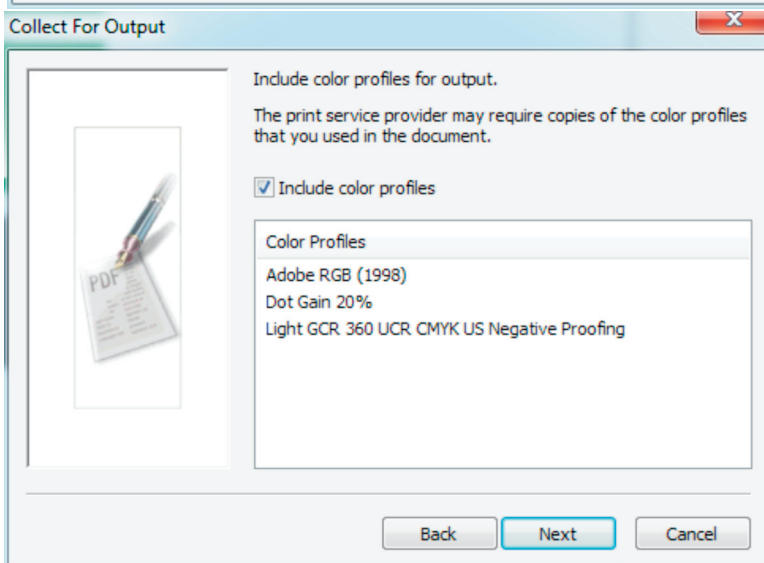 Collect For Output
Include color profiles for output.
The print service provider may require copies of the color profiles
that you used in the document.
Include color profiles
Color Profiles
Adobe RGB (1998)
Dot Gain 20%
Light GCR 360 UCR CMYK US Negative Proofing
PDF
Back
Next
Cancel